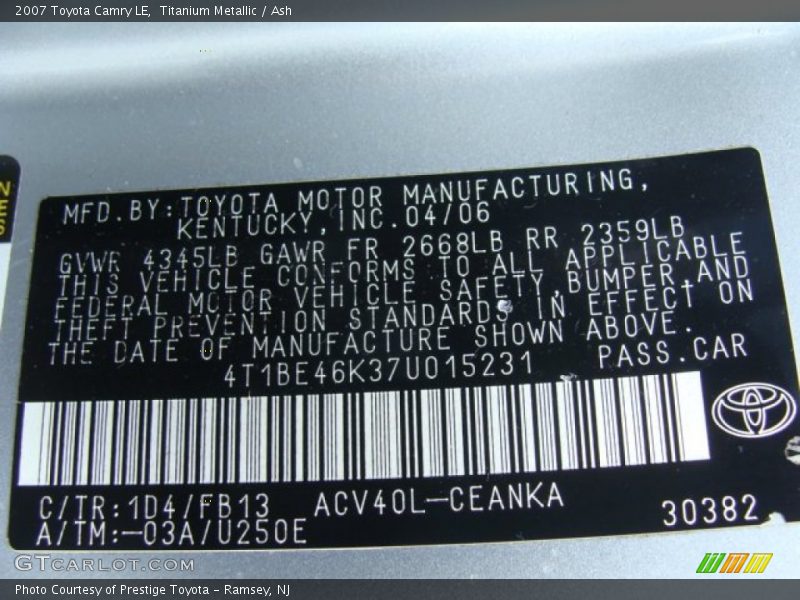 2007 Toyota Camry LE, Titanium Metallic / Ash
NES
MFD. BY: TOYOTA MOTOR MANUFACTURING,
KENTUCKY, INC. 04/06
GVWR 4345LB GAWR FR 2668LB RR 2359LB
THIS VEHICLE CONFORMS TO ALL APPLICABLE
FEDERAL MOTOR VEHICLE SAFETY, BUMPER AND
THEFT PREVENTION STANDARDS IN EFFECT ON
THE DATE OF MANUFACTURE SHOWN ABOVE.
4T1BE46K37U015231 PASS. CAR
C/TR:1D4/FB13 ACV40L-CEANKA
A/TM:-03A/U250E 30382
GTCARLOT.COM
Photo Courtesy of Prestige Toyota - Ramsey, NJ